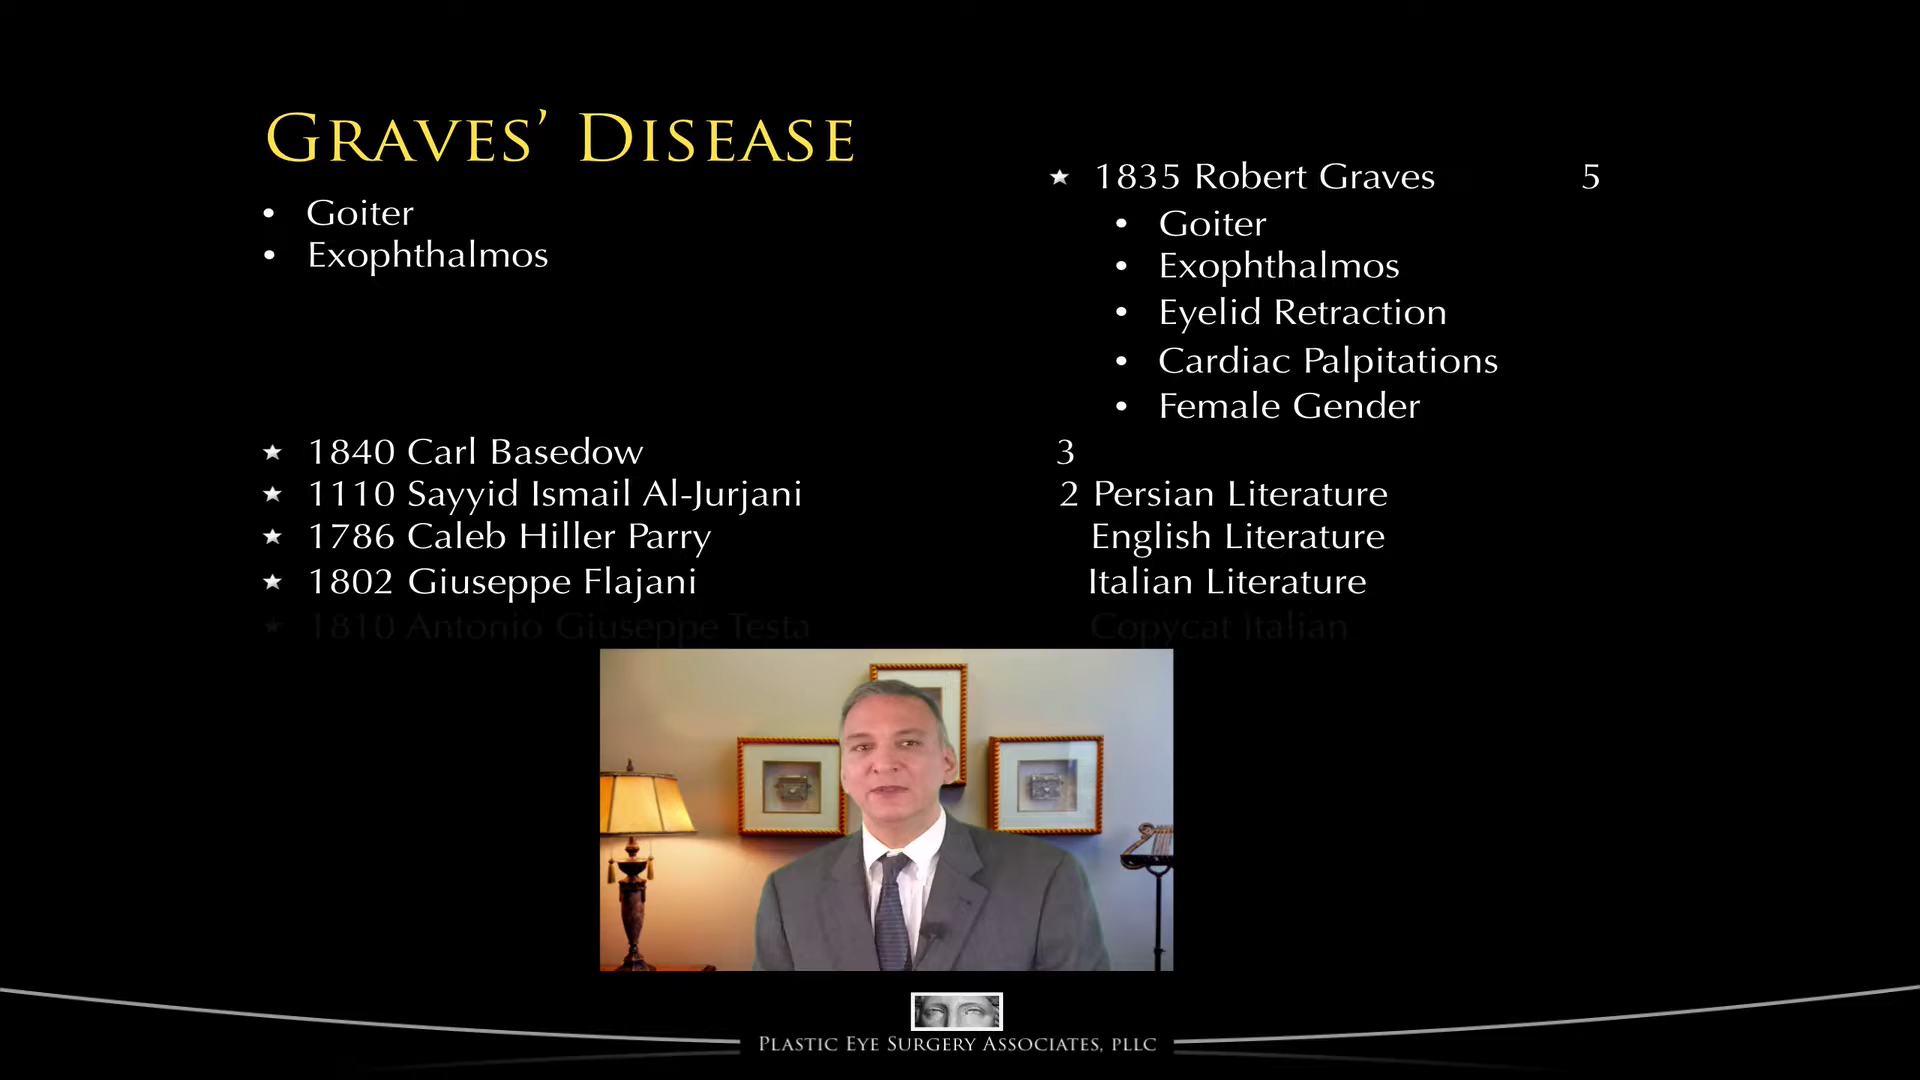 GRAVES’ DISEASE
• Goiter
• Exophthalmos
★ 1835 Robert Graves 5
• Goiter
• Exophthalmos
• Eyelid Retraction
• Cardiac Palpitations
• Female Gender
★ 1840 Carl Basedow 3
★ 1110 Sayyid Ismail Al-Jurjani 2 Persian Literature
★ 1786 Caleb Hiller Parry English Literature
★ 1802 Giuseppe Flajani Italian Literature
★ 1810 Antonio Giuseppe Testa Copycat Italian
PLASTIC EYE SURGERY ASSOCIATES, PLLC